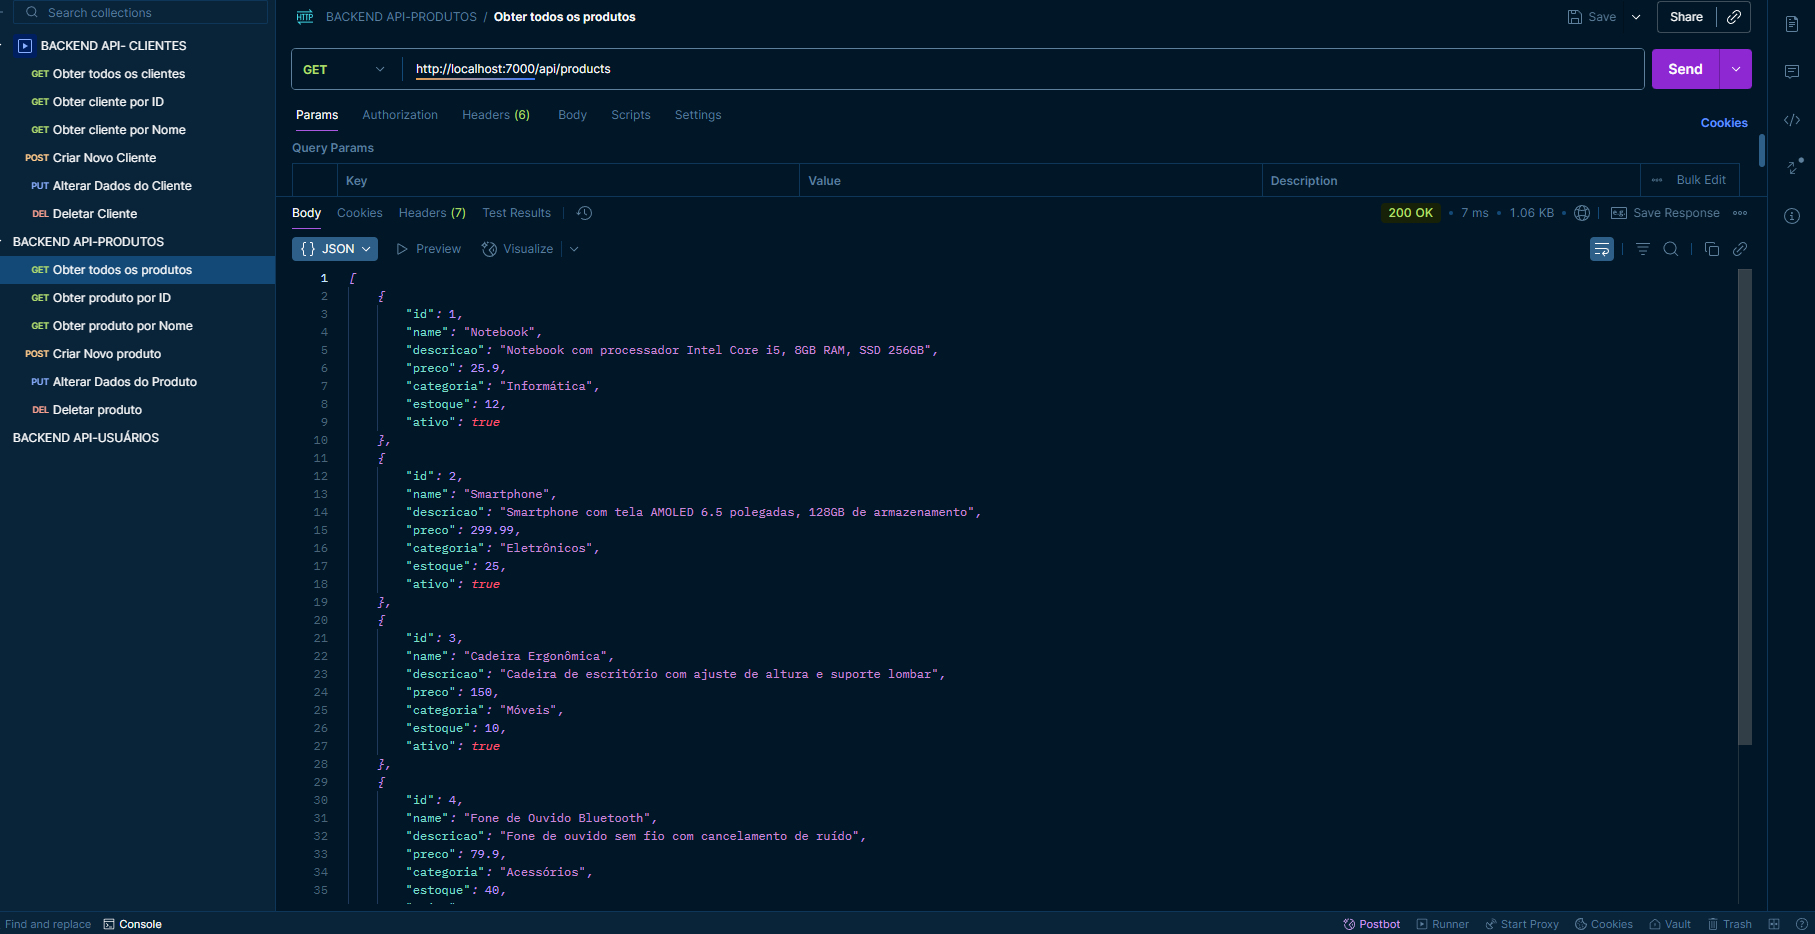 Search collections
BACKEND API- CLIENTES
GET Obter todos os clientes
GET Obter cliente por ID
GET Obter cliente por Nome
POST Criar Novo Cliente
PUT Alterar Dados do Cliente
DEL Deletar Cliente
BACKEND API-PRODUTOS
GET Obter todos os produtos
GET Obter produto por ID
GET Obter produto por Nome
POST Criar Novo produto
PUT Alterar Dados do Produto
DEL Deletar produto
BACKEND API-USUÁRIOS
HTTP BACKEND API-PRODUTOS / Obter todos os produtos
Save Share
GET http://localhost:7000/api/products Send
Params Authorization Headers (6) Body Scripts Settings Cookies
Query Params
Key Value Description ••• Bulk Edit
Body Cookies Headers (7) Test Results 200 OK • 7 ms • 1.06 KB • Save Response •••
{ } JSON Preview Visualize
1 [
2 {
3 "id": 1,
4 "name": "Notebook",
5 "descricao": "Notebook com processador Intel Core i5, 8GB RAM, SSD 256GB",
6 "preco": 25.9,
7 "categoria": "Informática",
8 "estoque": 12,
9 "ativo": true
10 },
11 {
12 "id": 2,
13 "name": "Smartphone",
14 "descricao": "Smartphone com tela AMOLED 6.5 polegadas, 128GB de armazenamento",
15 "preco": 299.99,
16 "categoria": "Eletrônicos",
17 "estoque": 25,
18 "ativo": true
19 },
20 {
21 "id": 3,
22 "name": "Cadeira Ergonômica",
23 "descricao": "Cadeira de escritório com ajuste de altura e suporte lombar",
24 "preco": 150,
25 "categoria": "Móveis",
26 "estoque": 10,
27 "ativo": true
28 },
29 {
30 "id": 4,
31 "name": "Fone de Ouvido Bluetooth",
32 "descricao": "Fone de ouvido sem fio com cancelamento de ruído",
33 "preco": 79.9,
34 "categoria": "Acessórios",
35 "estoque": 40,
Find and replace Console Postbot Runner Start Proxy Cookies Vault Trash